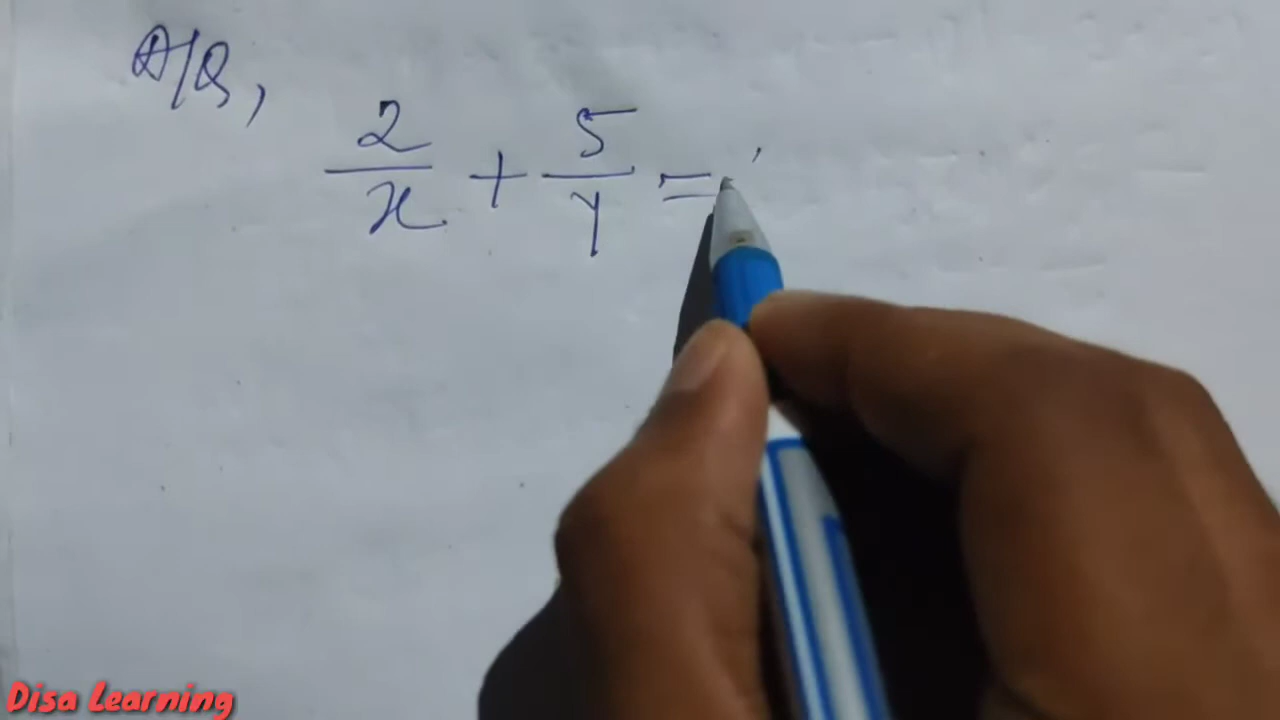 A/Q,
2/x + 5/y =
Disa Learning